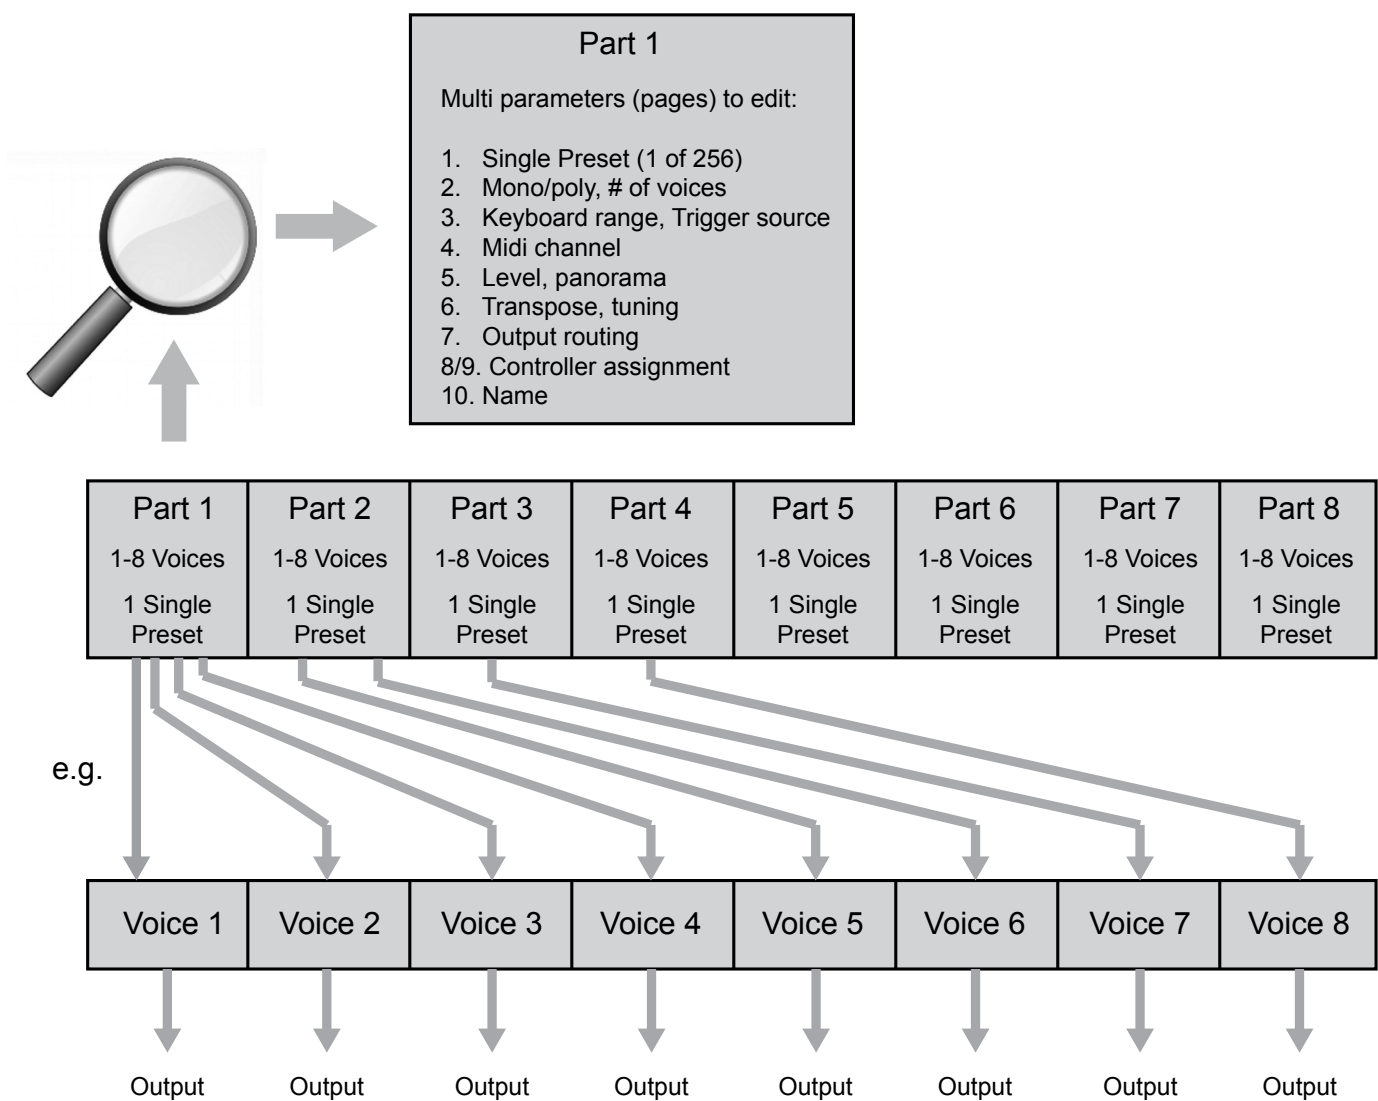 Part 1
Multi parameters (pages) to edit:
1. Single Preset (1 of 256)
2. Mono/poly, # of voices
3. Keyboard range, Trigger source
4. Midi channel
5. Level, panorama
6. Transpose, tuning
7. Output routing
8/9. Controller assignment
10. Name
Part 1 Part 2 Part 3 Part 4 Part 5 Part 6 Part 7 Part 8
1-8 Voices 1-8 Voices 1-8 Voices 1-8 Voices 1-8 Voices 1-8 Voices 1-8 Voices 1-8 Voices
1 Single 1 Single 1 Single 1 Single 1 Single 1 Single 1 Single 1 Single
Preset Preset Preset Preset Preset Preset Preset Preset
e.g.
Voice 1 Voice 2 Voice 3 Voice 4 Voice 5 Voice 6 Voice 7 Voice 8
Output Output Output Output Output Output Output Output